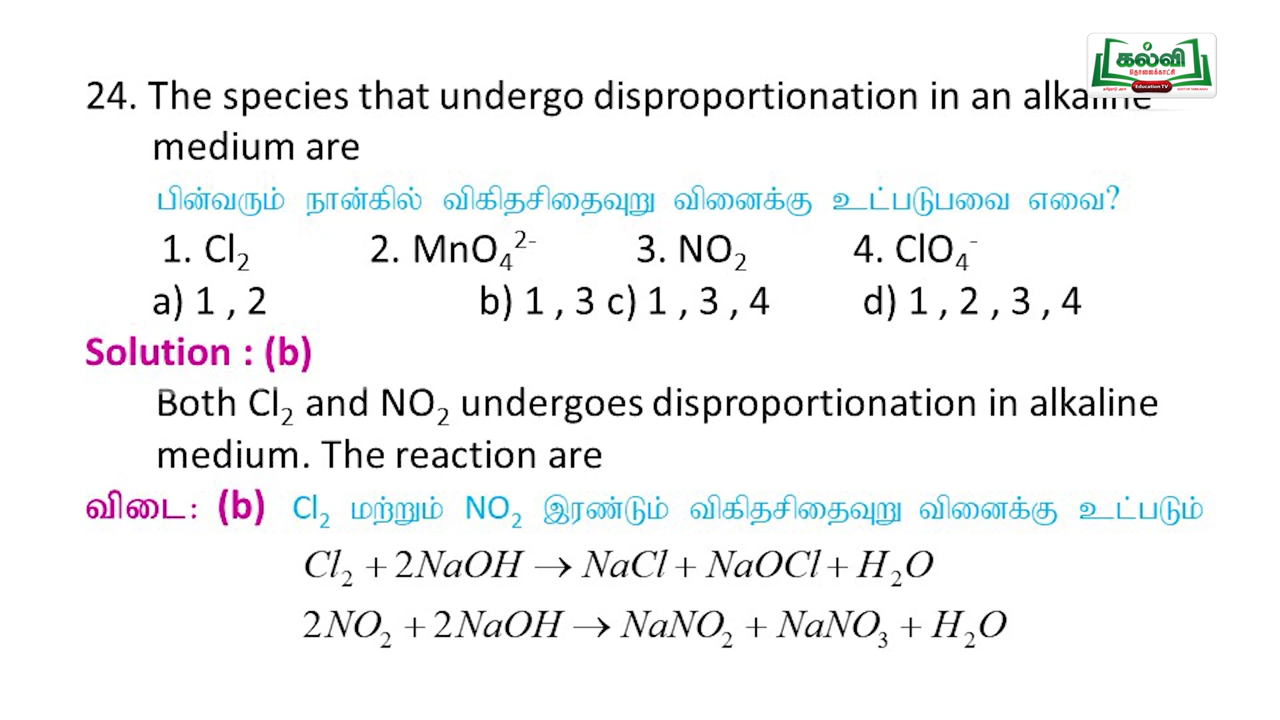 கல்வி
தொலைக்காட்சி
Education TV
24. The species that undergo disproportionation in an alkaline
medium are
பின்வரும் நான்கில் விகிதசிதைவுறு வினைக்கு உட்படுபவை எவை?
1. Cl₂ 2. MnO₄²⁻ 3. NO₂ 4. ClO₄⁻
a) 1 , 2 b) 1 , 3 c) 1 , 3 , 4 d) 1 , 2 , 3 , 4
Solution : (b)
Both Cl₂ and NO₂ undergoes disproportionation in alkaline
medium. The reaction are
விடை: (b) Cl₂ மற்றும் NO₂ இரண்டும் விகிதசிதைவுறு வினைக்கு உட்படும்
Cl₂ + 2NaOH → NaCl + NaOCl + H₂O
2NO₂ + 2NaOH → NaNO₂ + NaNO₃ + H₂O